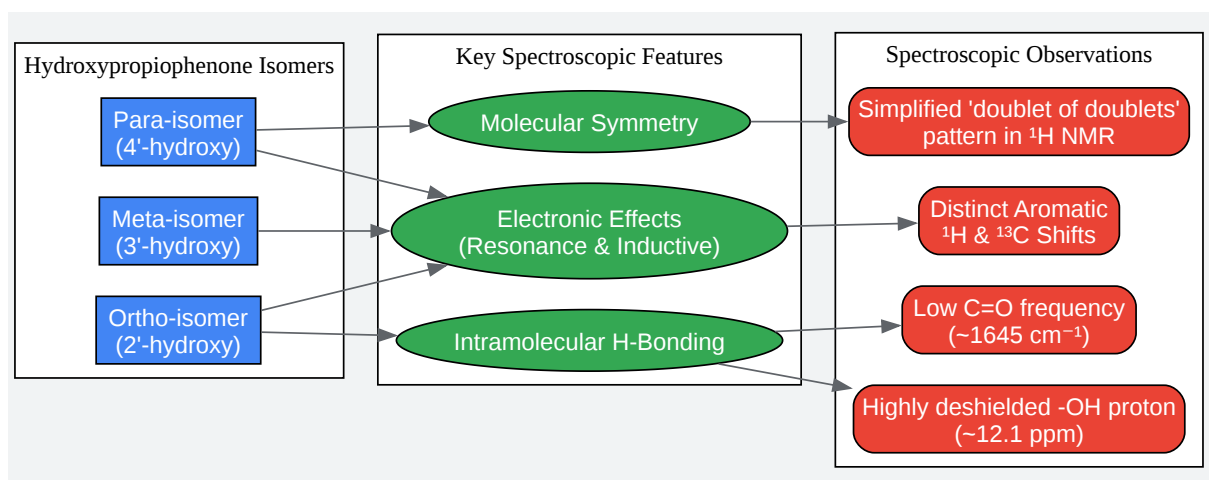 Hydroxypropiophenone Isomers
Para-isomer
(4'-hydroxy)
Meta-isomer
(3'-hydroxy)
Ortho-isomer
(2'-hydroxy)
Key Spectroscopic Features
Molecular Symmetry
Electronic Effects
(Resonance & Inductive)
Intramolecular H-Bonding
Spectroscopic Observations
Simplified 'doublet of doublets'
pattern in ¹H NMR
Distinct Aromatic
¹H & ¹³C Shifts
Low C=O frequency
(~1645 cm⁻¹)
Highly deshielded -OH proton
(~12.1 ppm)